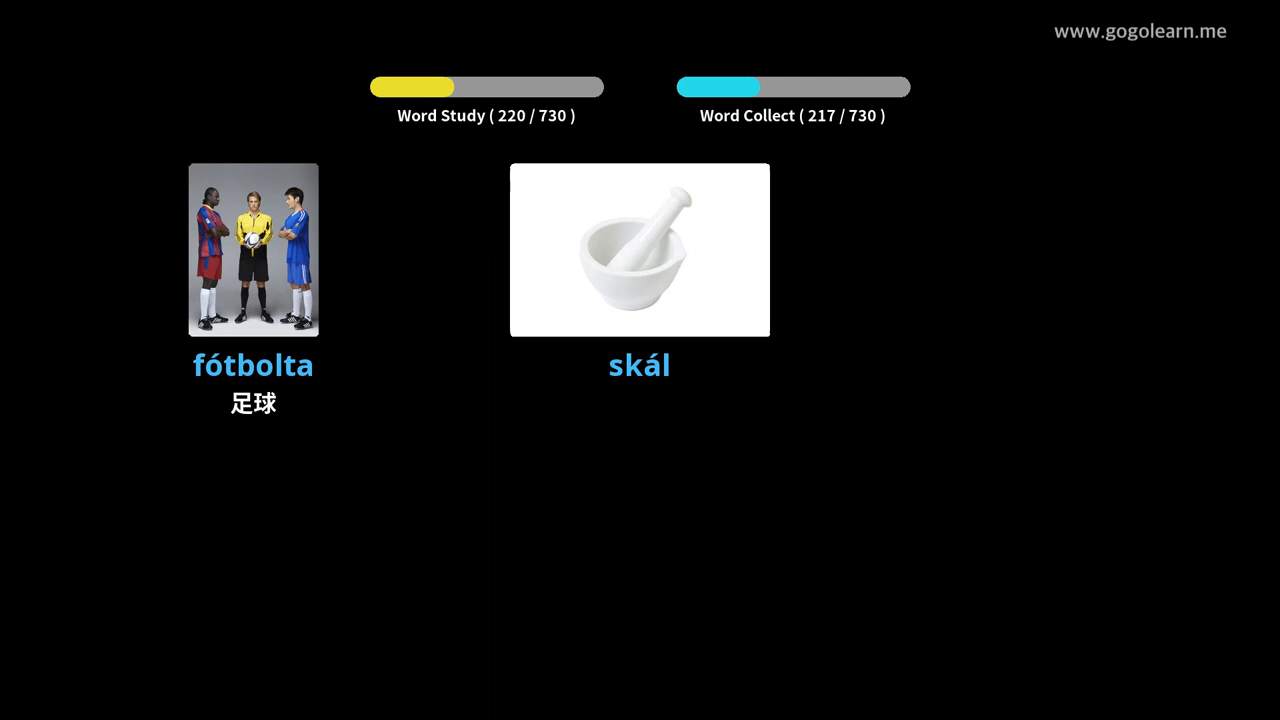 www.gogolearn.me
Word Study ( 220 / 730 )
Word Collect ( 217 / 730 )
fótbolta
足球
skál